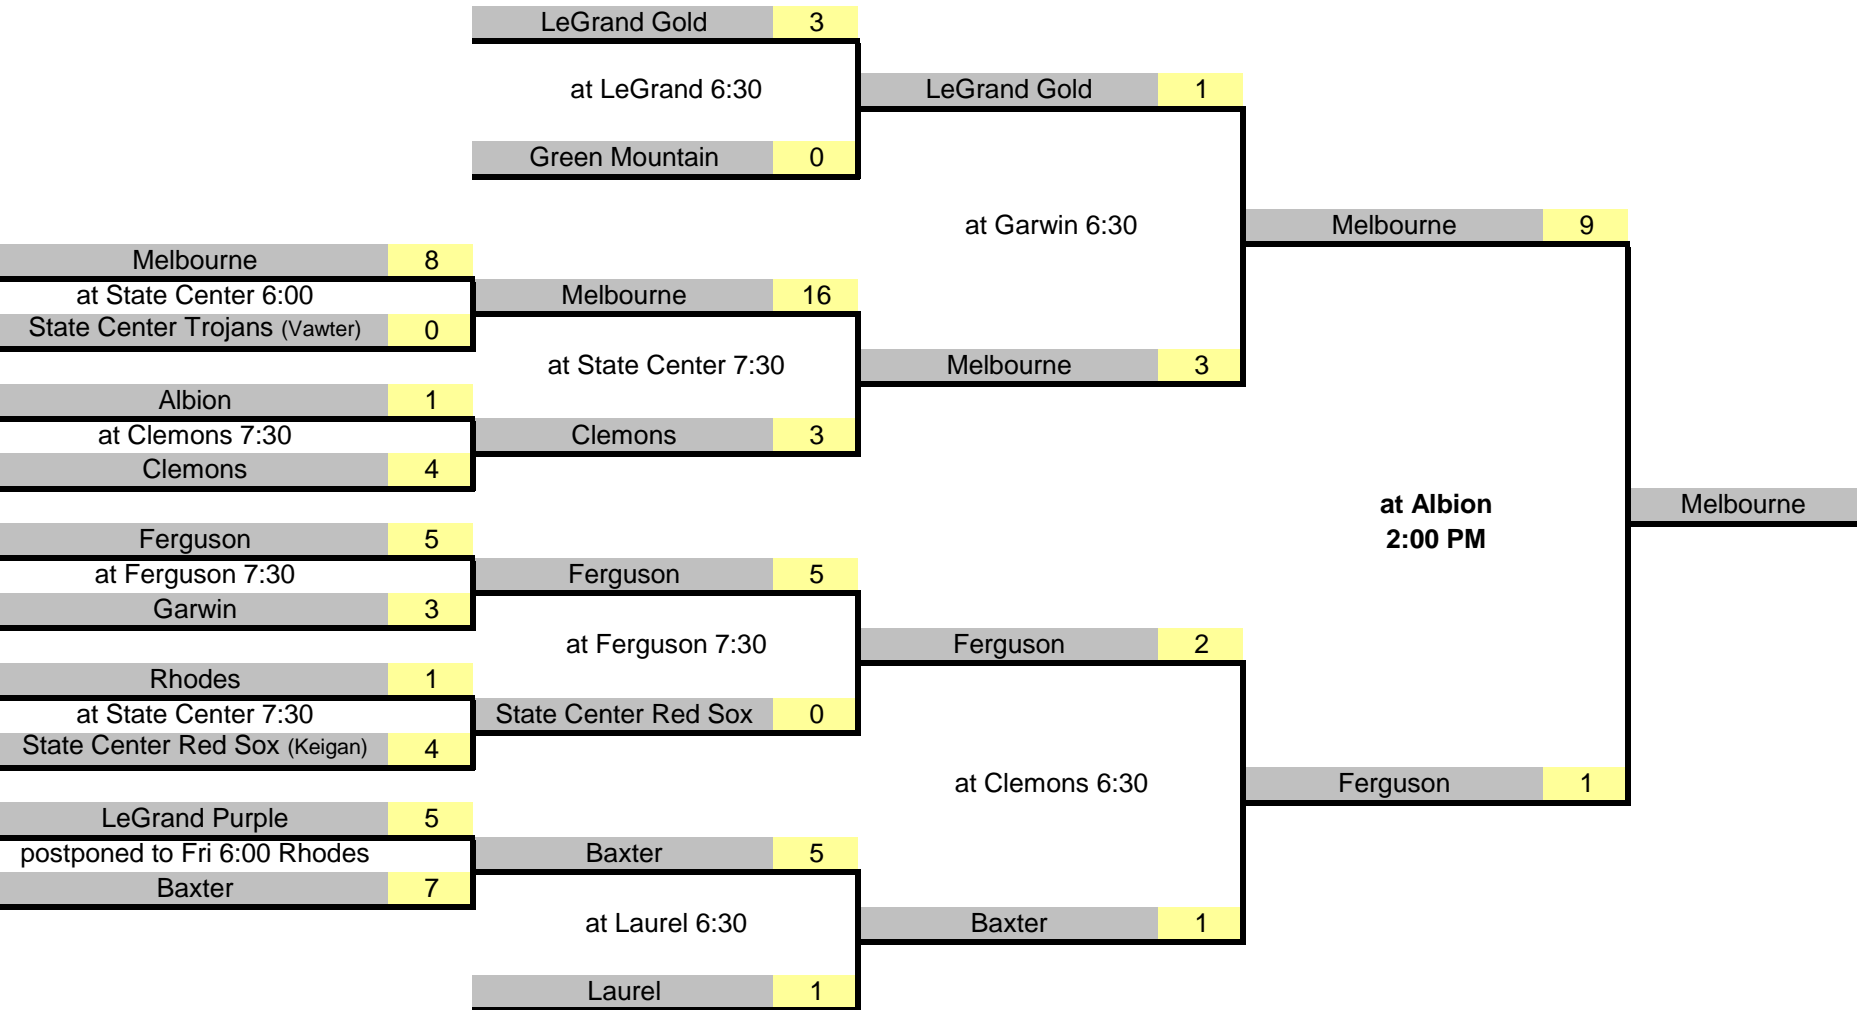 LeGrand Gold 3
at LeGrand 6:30
LeGrand Gold 1
Green Mountain 0
at Garwin 6:30
Melbourne 9
Melbourne 8
at State Center 6:00
Melbourne 16
State Center Trojans (Vawter) 0
at State Center 7:30
Melbourne 3
Albion 1
at Clemons 7:30
Clemons 3
Clemons 4
at Albion
2:00 PM
Melbourne
Ferguson 5
at Ferguson 7:30
Ferguson 5
Garwin 3
at Ferguson 7:30
Ferguson 2
Rhodes 1
at State Center 7:30
State Center Red Sox 0
State Center Red Sox (Keigan) 4
at Clemons 6:30
Ferguson 1
LeGrand Purple 5
postponed to Fri 6:00 Rhodes
Baxter 5
Baxter 7
at Laurel 6:30
Baxter 1
Laurel 1